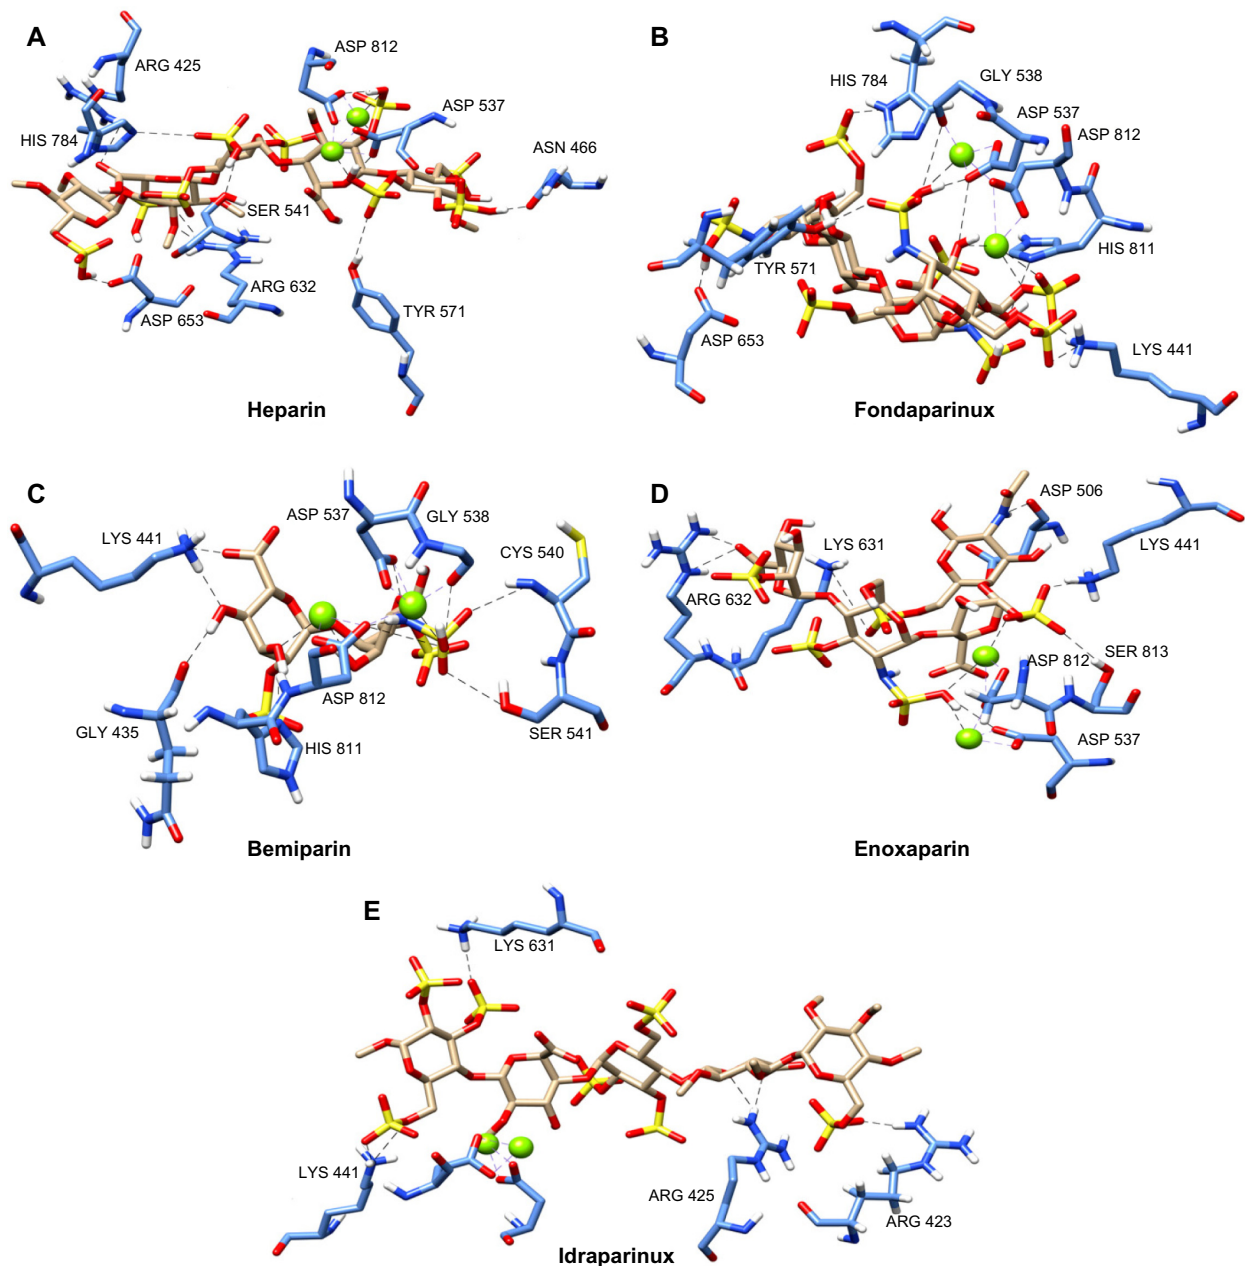 A
ARG 425
HIS 784
ASP 812
ASP 537
ASN 466
SER 541
ARG 632
ASP 653
TYR 571
Heparin
B
HIS 784
GLY 538
ASP 537
ASP 812
HIS 811
TYR 571
ASP 653
LYS 441
Fondaparinux
C
ASP 537
GLY 538
LYS 441
CYS 540
ASP 812
GLY 435
HIS 811
SER 541
Bemiparin
D
ASP 506
LYS 631
LYS 441
ARG 632
SER 813
ASP 812
ASP 537
Enoxaparin
E
LYS 631
LYS 441
ARG 425
ARG 423
Idraparinux